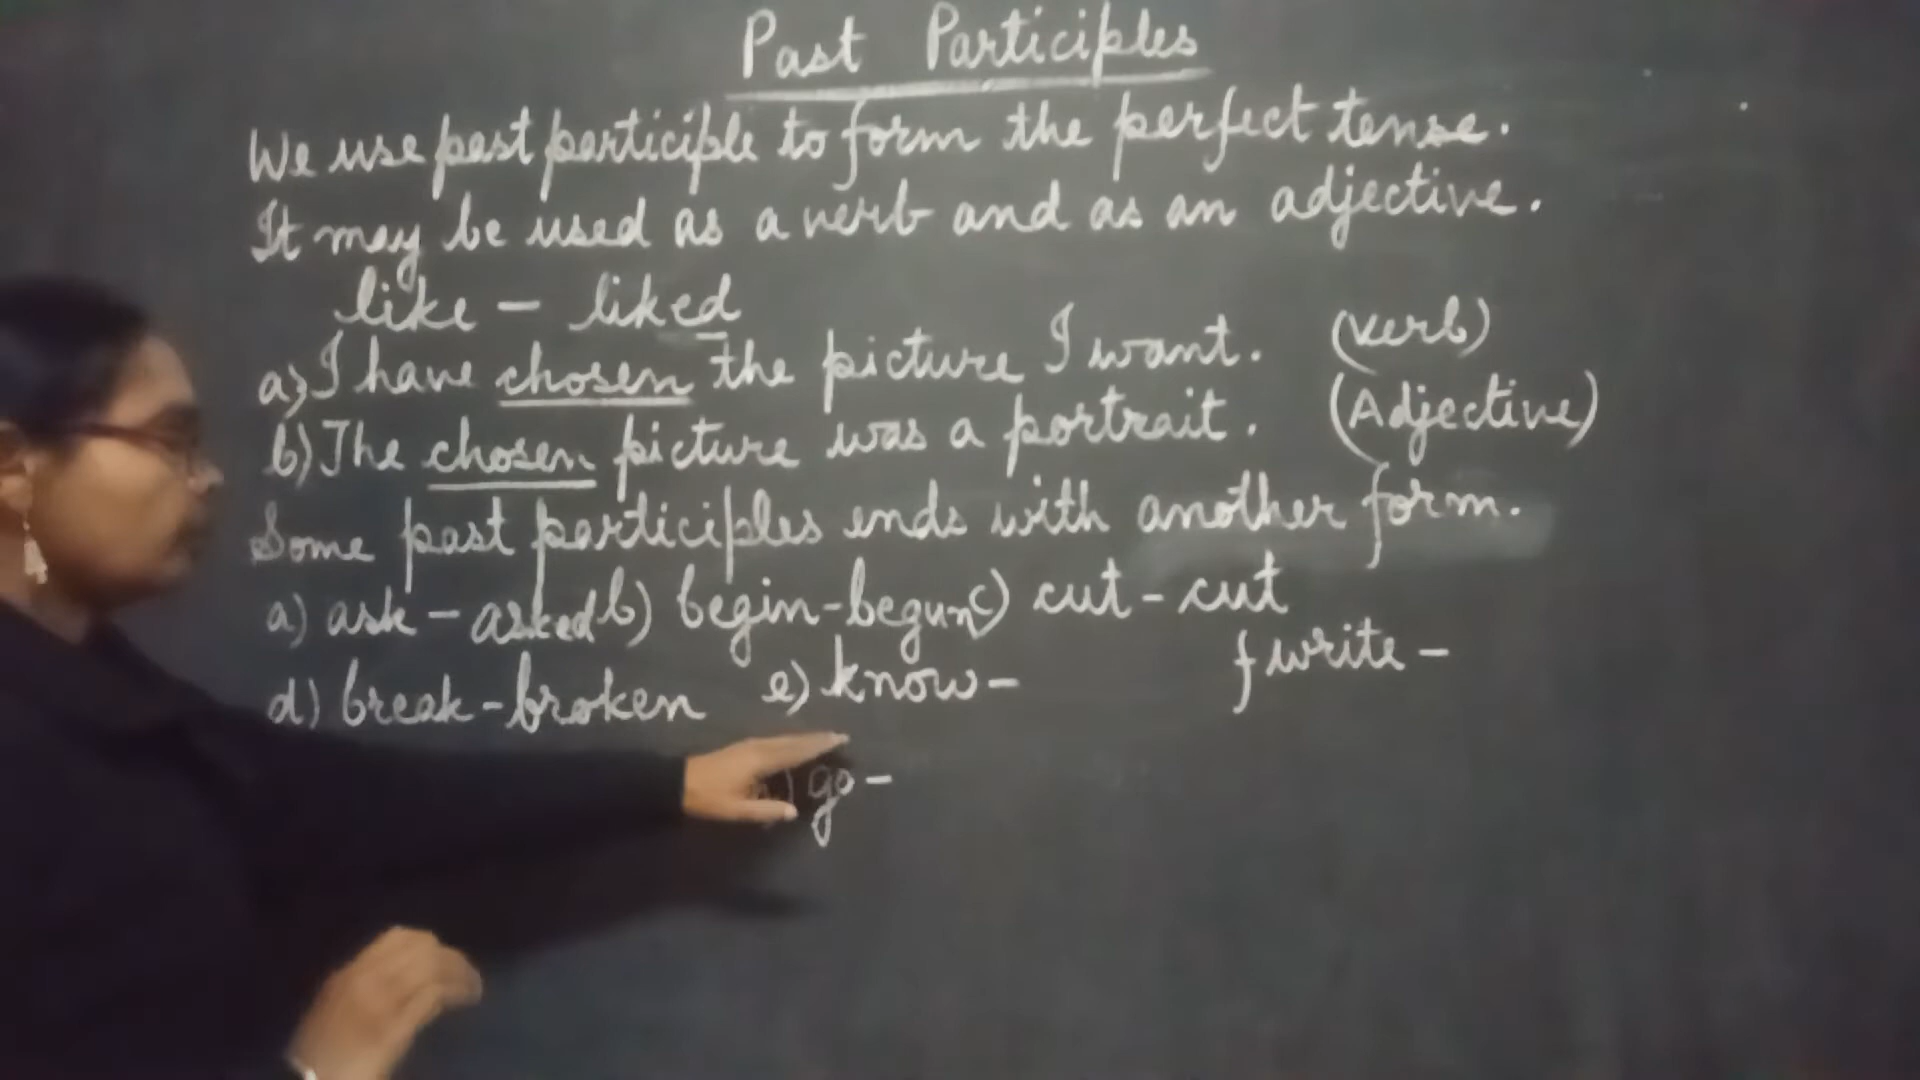 Past Participles
We use past participle to form the perfect tense.
It may be used as a verb and as an adjective.
like - liked
a) I have chosen the picture I want. (verb)
b) The chosen picture was a portrait. (Adjective)
Some past participles ends with another form.
a) ask - asked b) begin - begun c) cut - cut
d) break - broken e) know - f write -
go -